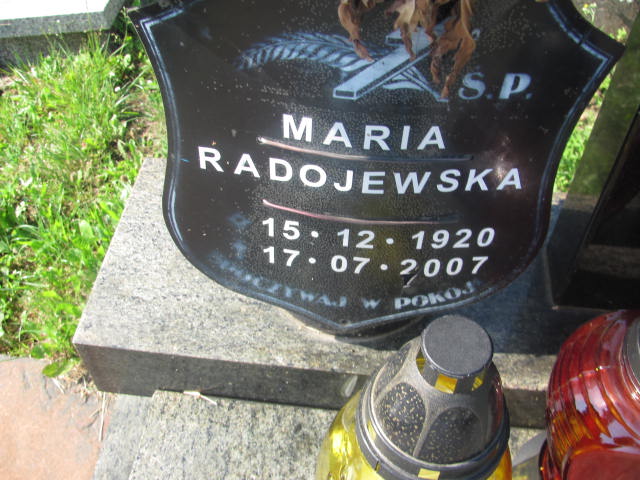 Ś.P.
MARIA
RADOJEWSKA
15·12·1920
17·07·2007
SPOCZYWAJ W POKOJU